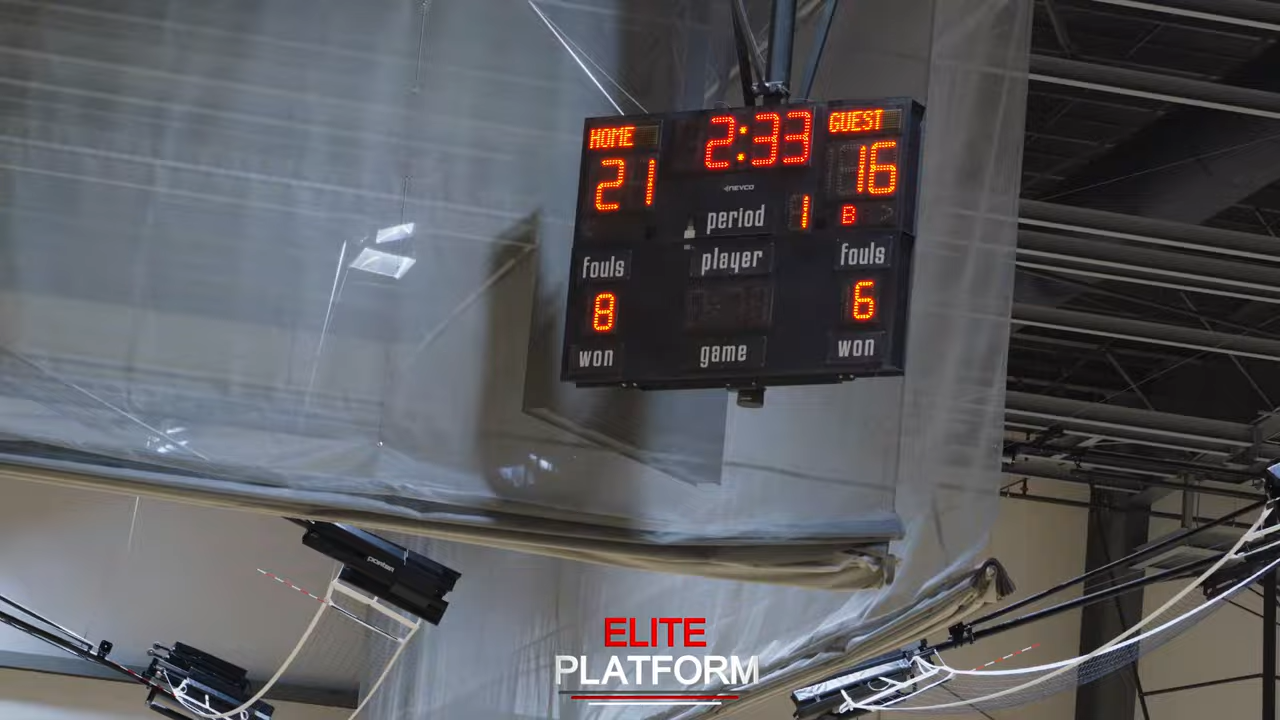 HOME 2:33 GUEST
21 16
NEVCO
period 1 B
fouls player fouls
8 6
won game won
porter
ELITE
PLATFORM